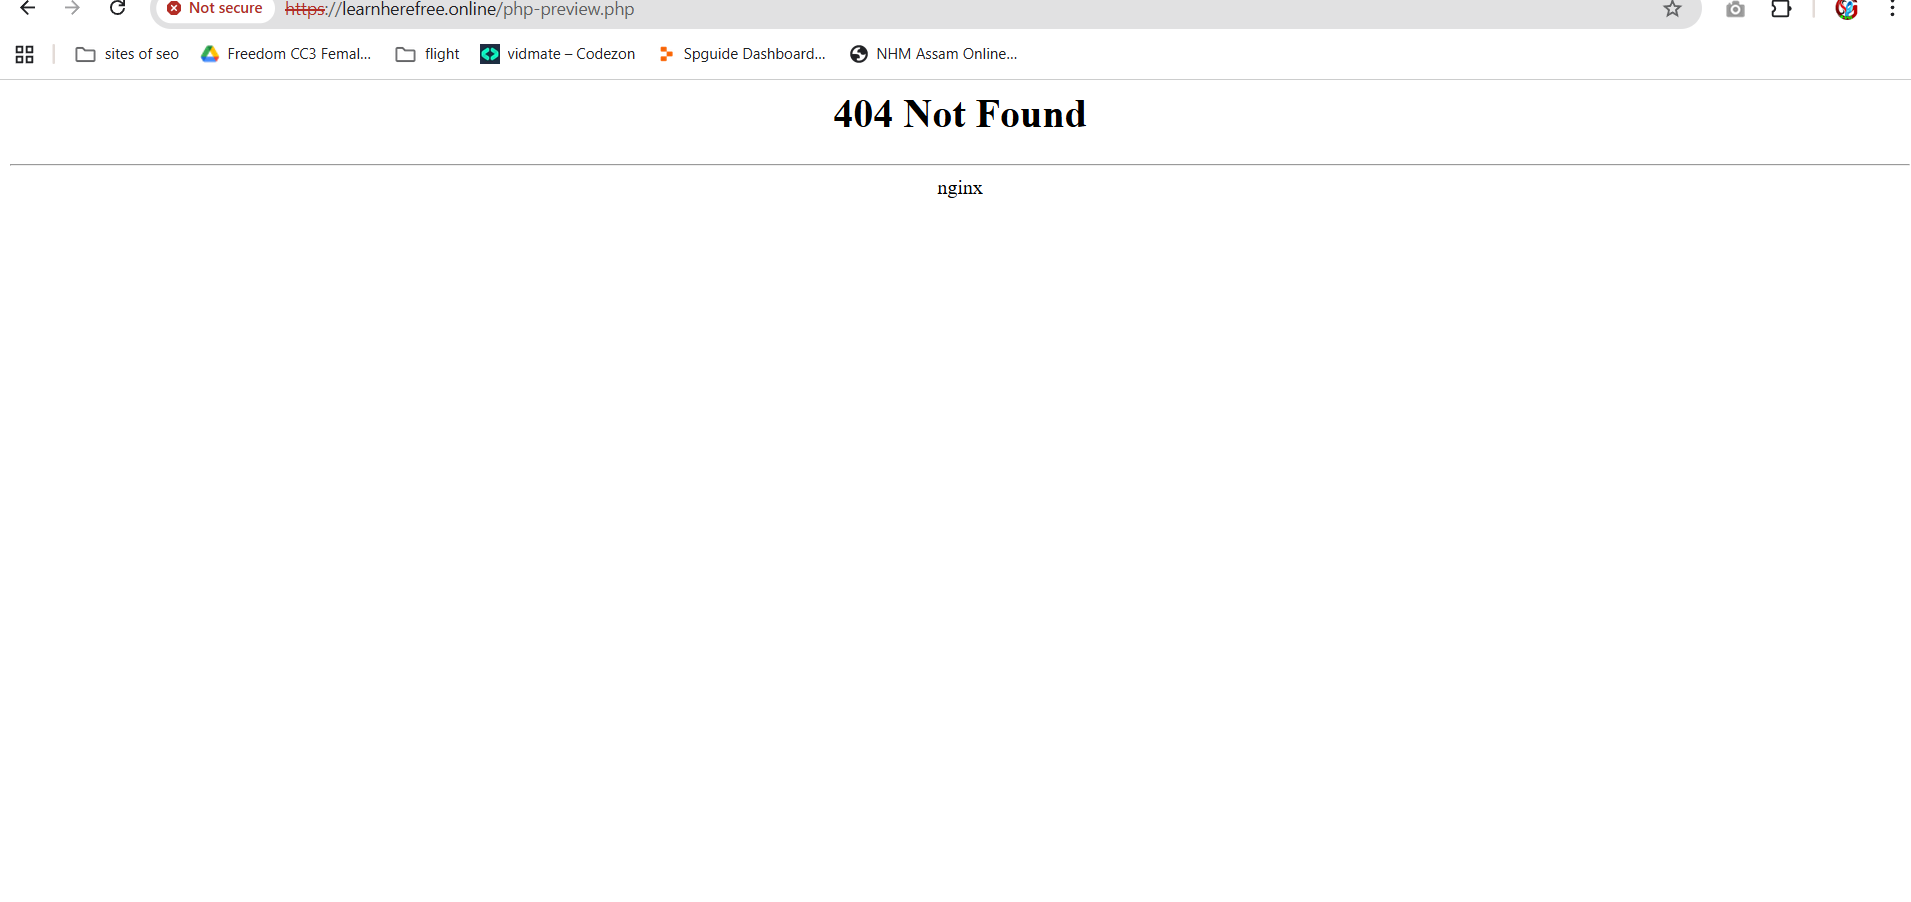 Not secure https://learnherefree.online/php-preview.php
sites of seo Freedom CC3 Femal... flight vidmate – Codezon Spguide Dashboard... NHM Assam Online...
404 Not Found
nginx